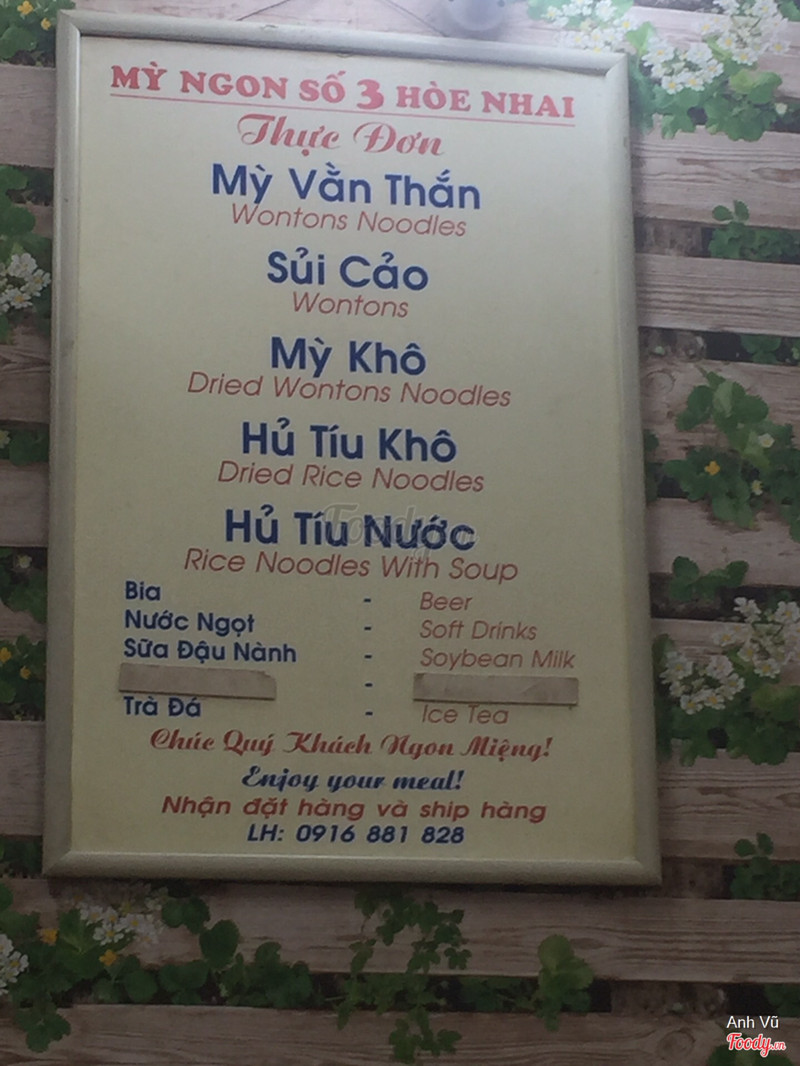 MỲ NGON SỐ 3 HÒE NHAI
Thực Đơn
Mỳ Vằn Thắn
Wontons Noodles
Sủi Cảo
Wontons
Mỳ Khô
Dried Wontons Noodles
Hủ Tíu Khô
Dried Rice Noodles
Hủ Tíu Nước
Rice Noodles With Soup
Bia - Beer
Nước Ngọt - Soft Drinks
Sữa Đậu Nành - Soybean Milk
-
Trà Đá - Ice Tea
Chúc Quý Khách Ngon Miệng!
Enjoy your meal!
Nhận đặt hàng và ship hàng
LH: 0916 881 828
Foody.vn
Anh Vũ
Foody.vn